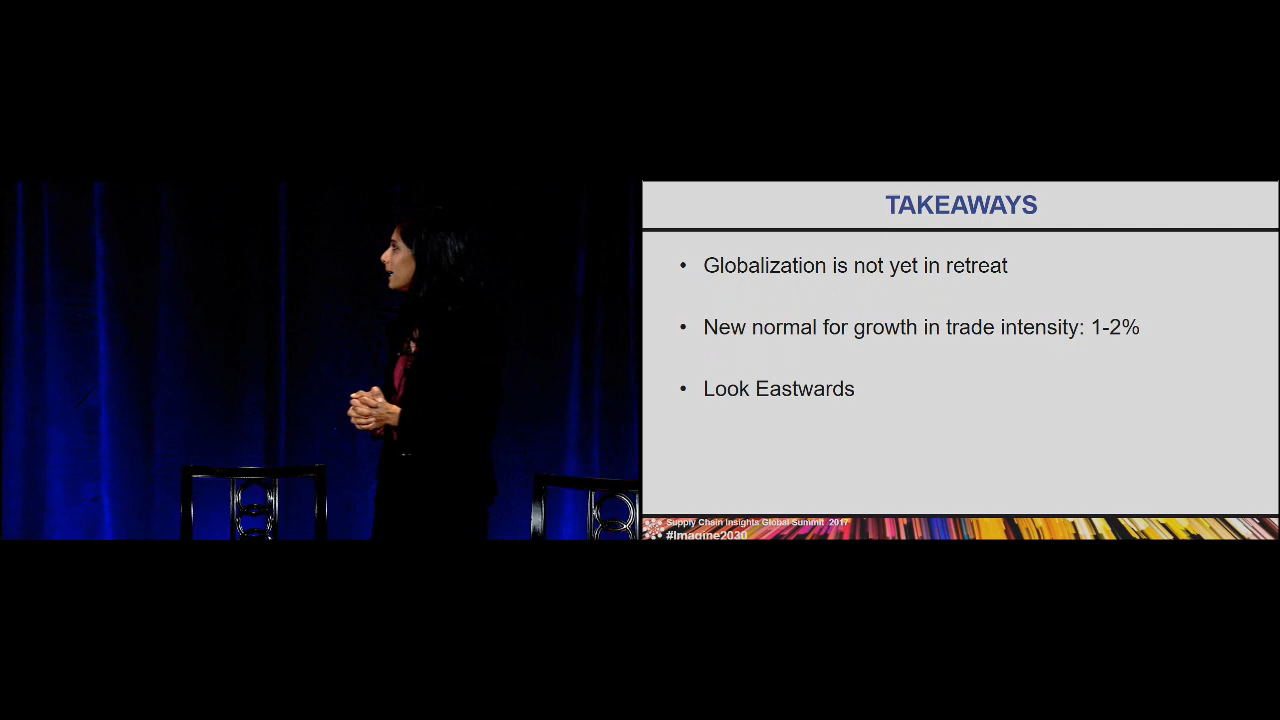 TAKEAWAYS
• Globalization is not yet in retreat
• New normal for growth in trade intensity: 1-2%
• Look Eastwards
Supply Chain Insights Global Summit 2017
#Imagine2030